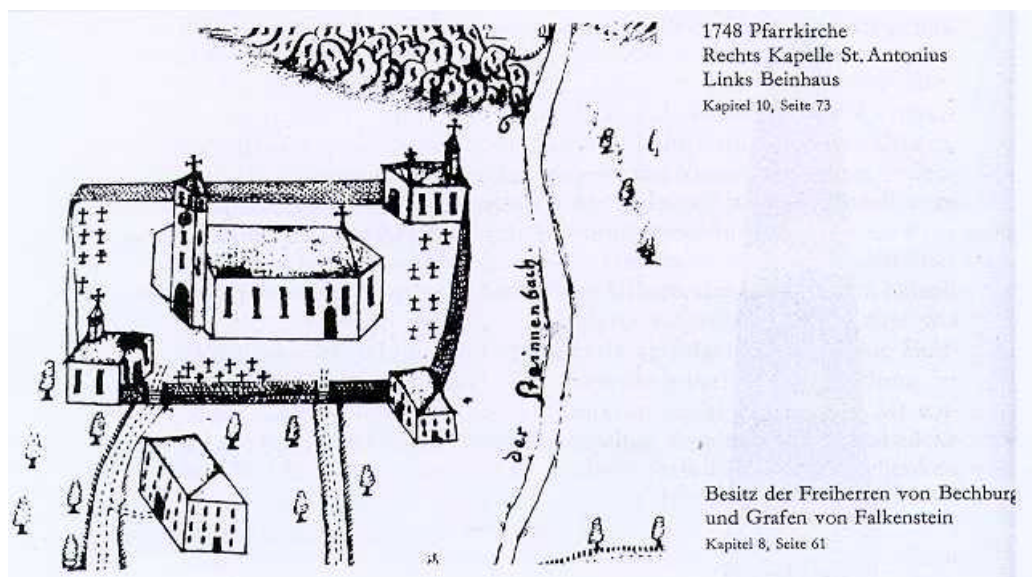 1748 Pfarrkirche
Rechts Kapelle St. Antonius
Links Beinhaus
Kapitel 10, Seite 73
der
Besitz der Freiherren von Bechburg
und Grafen von Falkenstein
Kapitel 8, Seite 61